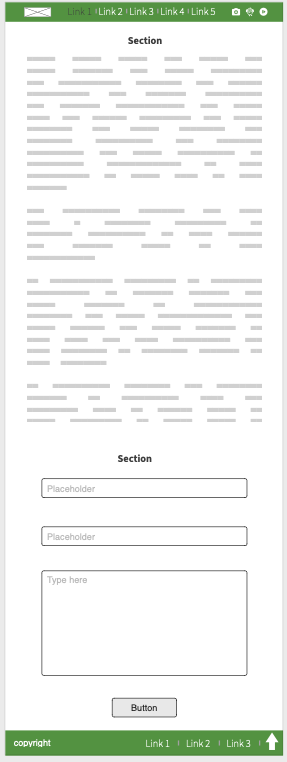 Link 1 Link 2 Link 3 Link 4 Link 5
Section
Section
Placeholder
Placeholder
Type here
Button
copyright Link 1 Link 2 Link 3